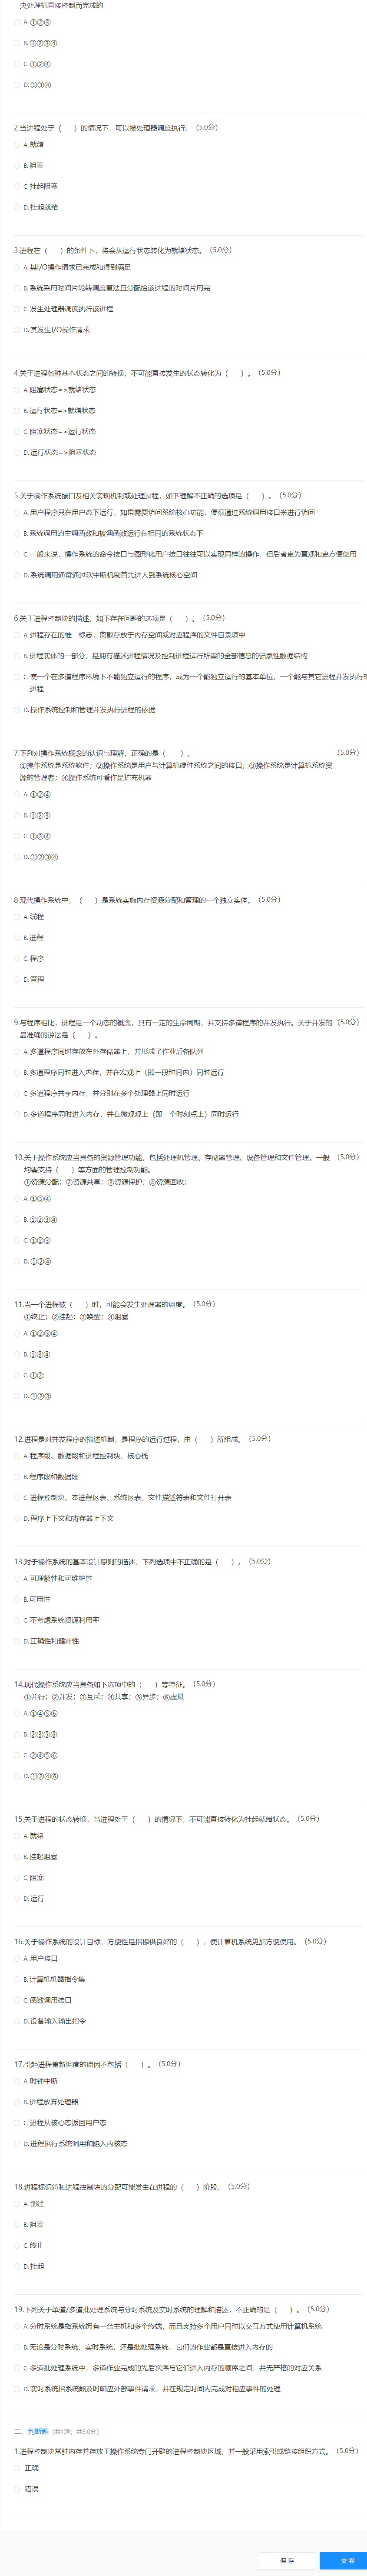 央处理机直接控制而完成的
A. ①②③
B. ①②③④
C. ①②④
D. ①③④
2.当进程处于（　　）的情况下，可以被处理器调度执行。（5.0分）
A. 就绪
B. 阻塞
C. 挂起阻塞
D. 挂起就绪
3.进程在（　　）的条件下，将会从运行状态转化为就绪状态。（5.0分）
A. 其I/O操作请求已完成和得到满足
B. 系统采用时间片轮转调度算法且分配给该进程的时间片用完
C. 发生处理器调度执行该进程
D. 其发生I/O操作请求
4.关于进程各种基本状态之间的转换，不可能直接发生的状态转化为（　　）。（5.0分）
A. 阻塞状态=>就绪状态
B. 运行状态=>就绪状态
C. 阻塞状态=>运行状态
D. 运行状态=>阻塞状态
5.关于操作系统接口及相关实现机制或处理过程，如下理解不正确的选项是（　　）。（5.0分）
A. 用户程序只在用户态下运行，如果需要访问系统核心功能，便须通过系统调用接口来进行访问
B. 系统调用的主调函数和被调函数运行在相同的系统状态下
C. 一般来说，操作系统的命令接口与图形化用户接口往往可以实现同样的操作，但后者更为直观和更方便使用
D. 系统调用通常通过软中断机制首先进入到系统核心空间
6.关于进程控制块的描述，如下存在问题的选项是（　　）。（5.0分）
A. 进程存在的惟一标志，离散存放于内存空间或对应程序的文件目录项中
B. 进程实体的一部分，是拥有描述进程情况及控制进程运行所需的全部信息的记录性数据结构
C. 使一个在多道程序环境下不能独立运行的程序，成为一个能独立运行的基本单位，一个能与其它进程并发执行的
进程
D. 操作系统控制和管理并发执行进程的依据
7.下列对操作系统概念的认识与理解，正确的是（　　）。（5.0分）
①操作系统是系统软件；②操作系统是用户与计算机硬件系统之间的接口；③操作系统是计算机系统资
源的管理者；④操作系统可看作是扩充机器
A. ①②④
B. ①②③
C. ①③④
D. ①②③④
8.现代操作系统中，（　　）是系统实施内存资源分配和管理的一个独立实体。（5.0分）
A. 线程
B. 进程
C. 程序
D. 管程
9.与程序相比，进程是一个动态的概念，具有一定的生命周期，并支持多道程序的并发执行。关于并发的（5.0分）
最准确的说法是（　　）。
A. 多道程序同时存放在外存储器上，并形成了作业后备队列
B. 多道程序同时进入内存，并在宏观上（即一段时间内）同时运行
C. 多道程序共享内存，并分别在多个处理器上同时运行
D. 多道程序同时进入内存，并在微观观上（即一个时刻点上）同时运行
10.关于操作系统应当具备的资源管理功能，包括处理机管理、存储器管理、设备管理和文件管理，一般（5.0分）
均需支持（　　）等方面的管理控制功能。
①资源分配；②资源共享；③资源保护；④资源回收；
A. ①③④
B. ①②③④
C. ①②③
D. ①②④
11.当一个进程被（　　）时，可能会发生处理器的调度。（5.0分）
①终止；②挂起；③唤醒；④阻塞
A. ①②③④
B. ①③④
C. ①②
D. ①②③
12.进程是对并发程序的描述机制，是程序的运行过程，由（　　）所组成。（5.0分）
A. 程序段、数据段和进程控制块、核心栈
B. 程序段和数据段
C. 进程控制块、本进程区表、系统区表、文件描述符表和文件打开表
D. 程序上下文和寄存器上下文
13.对于操作系统的基本设计原则的描述，下列选项中不正确的是（　　）。（5.0分）
A. 可理解性和可维护性
B. 可用性
C. 不考虑系统资源利用率
D. 正确性和健壮性
14.现代操作系统应当具备如下选项中的（　　）等特征。（5.0分）
①并行；②并发；③互斥；④共享；⑤异步；⑥虚拟
A. ①④⑤⑥
B. ②③⑤⑥
C. ②④⑤⑥
D. ①②④⑥
15.关于进程的状态转换，当进程处于（　　）的情况下，不可能直接转化为挂起就绪状态。（5.0分）
A. 就绪
B. 挂起阻塞
C. 阻塞
D. 运行
16.关于操作系统的设计目标，方便性是指提供良好的（　　），使计算机系统更加方便使用。（5.0分）
A. 用户接口
B. 计算机机器指令集
C. 函数调用接口
D. 设备输入输出指令
17.引起进程重新调度的原因不包括（　　）。（5.0分）
A. 时钟中断
B. 进程放弃处理器
C. 进程从核心态返回用户态
D. 进程执行系统调用和陷入内核态
18.进程标识符和进程控制块的分配可能发生在进程的（　　）阶段。（5.0分）
A. 创建
B. 阻塞
C. 终止
D. 挂起
19.下列关于单道/多道批处理系统与分时系统及实时系统的理解和描述，不正确的是（　　）。（5.0分）
A. 分时系统是指系统拥有一台主机和多个终端，而且支持多个用户同时以交互方式使用计算机系统
B. 无论是分时系统、实时系统，还是批处理系统，它们的作业都是直接进入内存的
C. 多道批处理系统中，多道作业完成的先后次序与它们进入内存的顺序之间，并无严格的对应关系
D. 实时系统指系统能及时响应外部事件请求，并在规定时间内完成对相应事件的处理
二、判断题（共1题；共5.0分）
1.进程控制块常驻内存并存放于操作系统专门开辟的进程控制块区域，并一般采用索引或链接组织方式。（5.0分）
正确
错误
保 存
交 卷